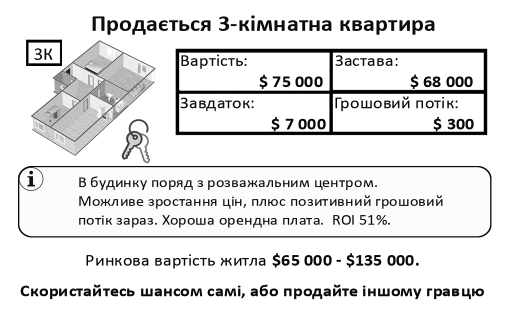 Продається 3-кімнатна квартира
3К
Вартість:
$ 75 000
Застава:
$ 68 000
Завдаток:
$ 7 000
Грошовий потік:
$ 300
i
В будинку поряд з розважальним центром.
Можливе зростання цін, плюс позитивний грошовий
потік зараз. Хороша орендна плата. ROI 51%.
Ринкова вартість житла $65 000 - $135 000.
Скористайтесь шансом самі, або продайте іншому гравцю